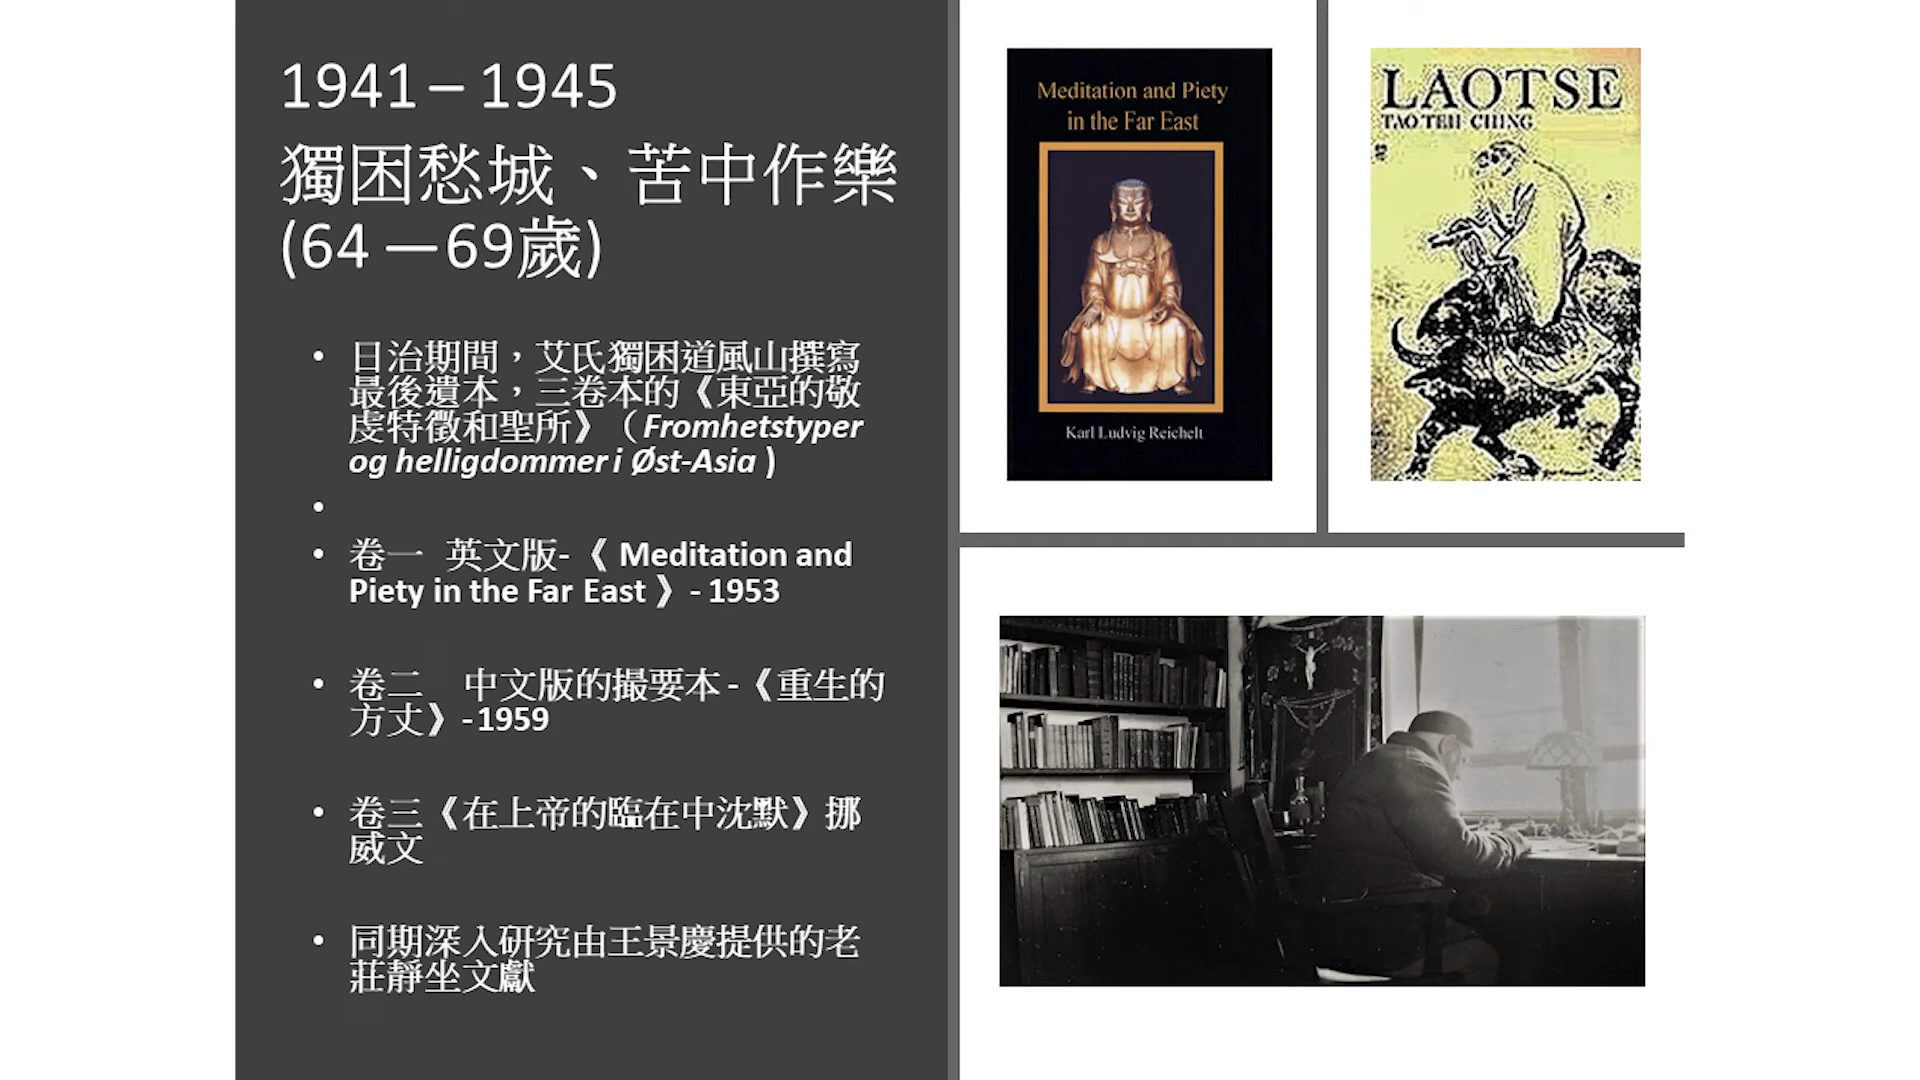 1941 – 1945
獨困愁城、苦中作樂
(64 —69歲)
• 日治期間，艾氏獨困道風山撰寫
最後遺本，三卷本的《東亞的敬
虔特徵和聖所》（Fromhetstyper
og helligdommer i Øst-Asia )
•
• 卷一 英文版- 《 Meditation and
Piety in the Far East 》- 1953
• 卷二 中文版的撮要本 -《重生的
方丈》- 1959
• 卷三《在上帝的臨在中沈默》挪
威文
• 同期深入研究由王景慶提供的老
莊靜坐文獻
Meditation and Piety
in the Far East
Karl Ludvig Reichelt
LAOTSE
TAO TEH CHING